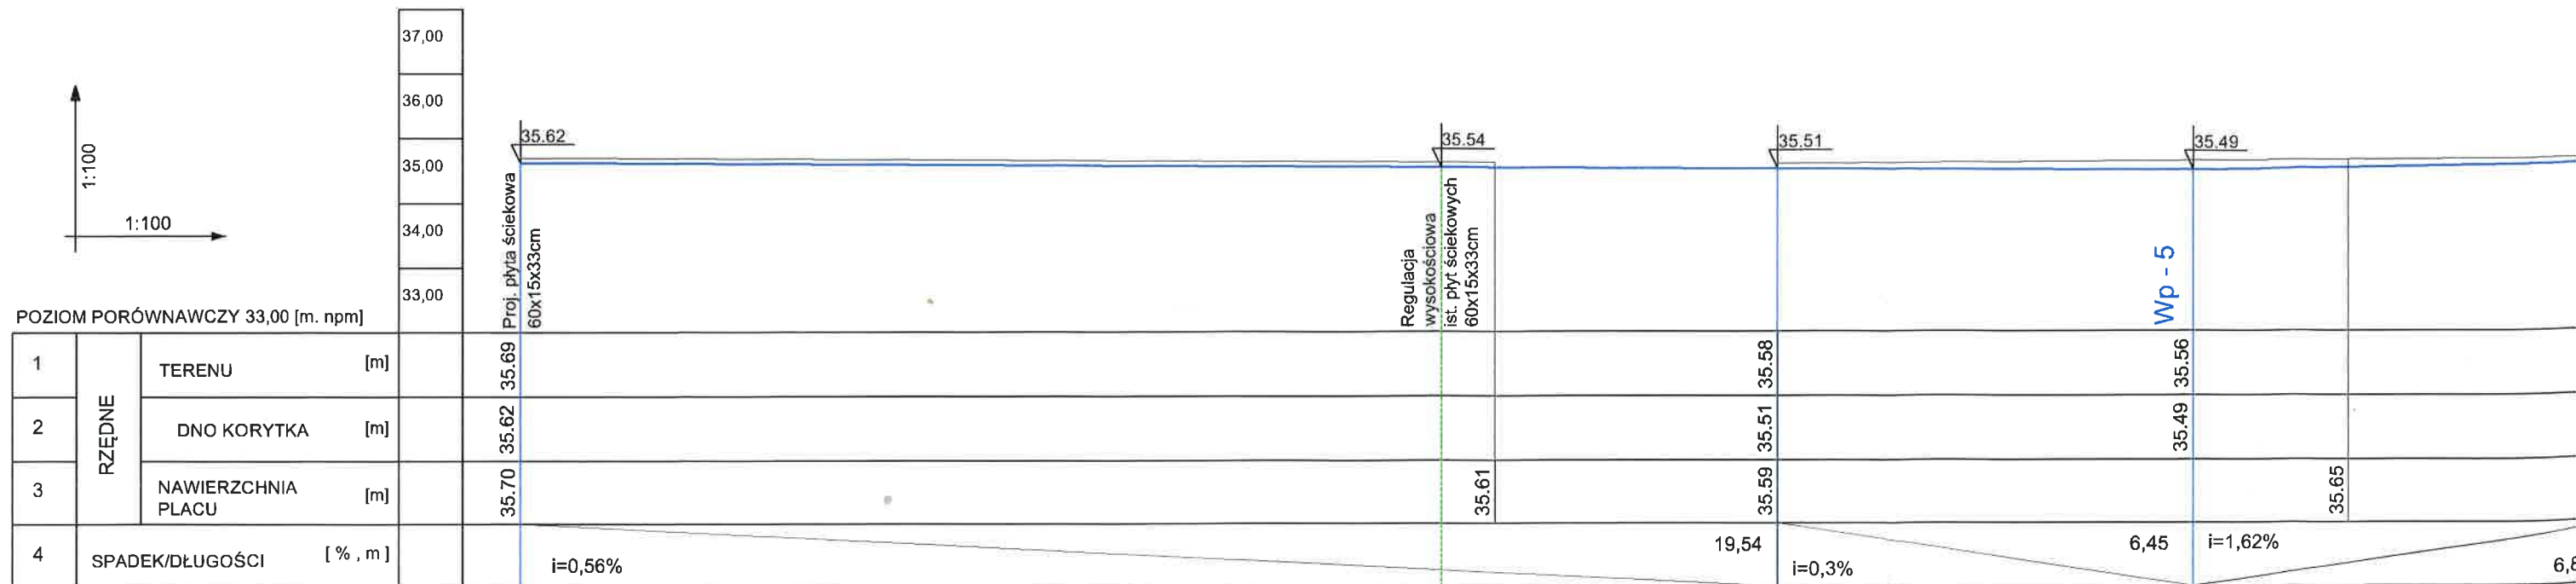 37,00
36,00
35,00
34,00
33,00
1:100
1:100
35.62
35.54
35.51
35.49
Proj. płyta ściekowa
60x15x33cm
Regulacja
wysokościowa
ist. płyt ściekowych
60x15x33cm
Wp - 5
POZIOM PORÓWNAWCZY 33,00 [m. npm]
RZĘDNE
1 TERENU [m] 35.69 35.58 35.56
2 DNO KORYTKA [m] 35.62 35.51 35.49
3 NAWIERZCHNIA
PLACU [m] 35.70 35.61 35.59 35.65
4 SPADEK/DŁUGOŚCI [ % , m ] i=0,56% 19,54 i=0,3% 6,45 i=1,62%